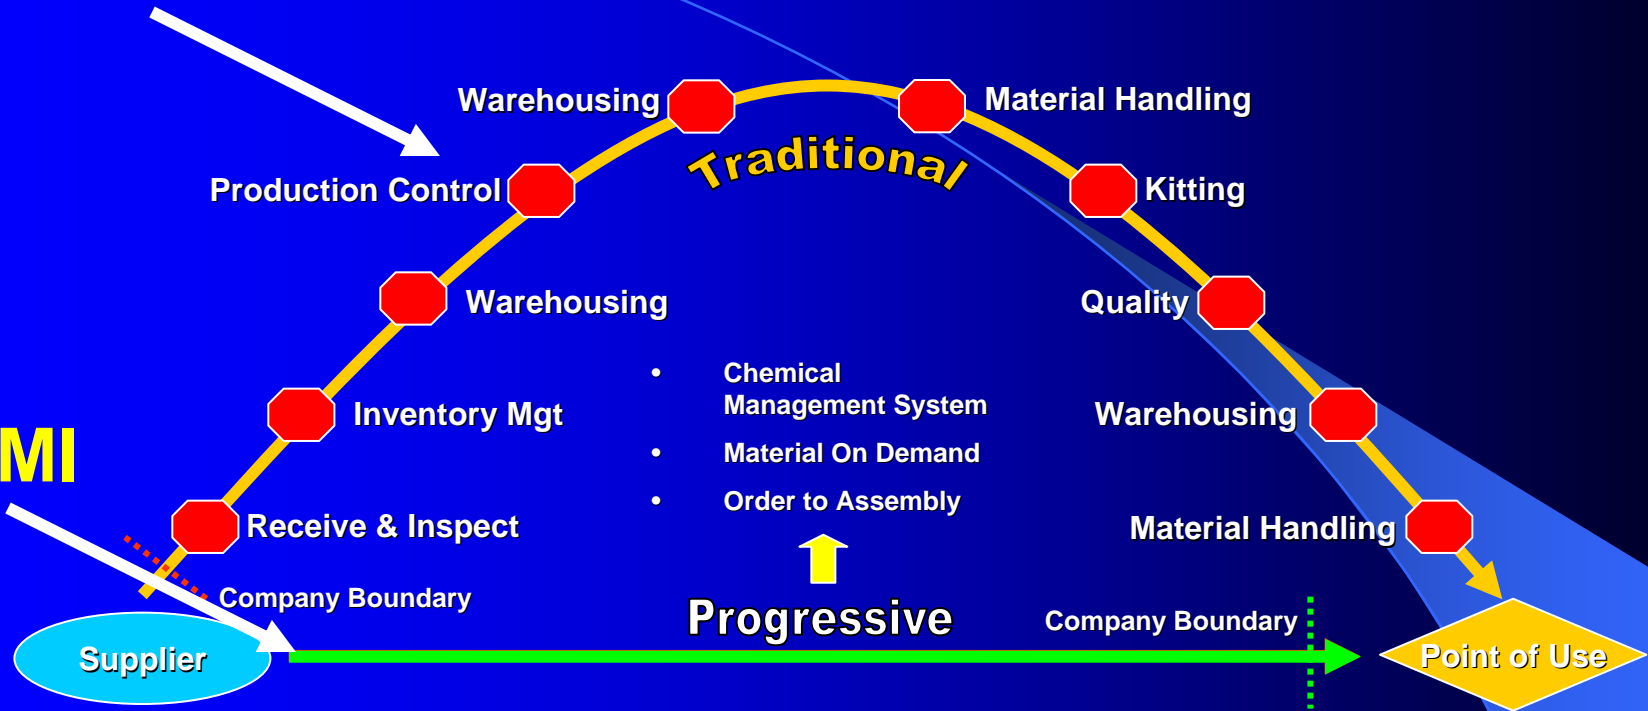 Warehousing
Material Handling
Traditional
Production Control
Kitting
Warehousing
Quality
• Chemical
Management System
Inventory Mgt
Warehousing
MI
• Material On Demand
• Order to Assembly
Receive & Inspect
Material Handling
Company Boundary
Progressive
Company Boundary
Supplier
Point of Use